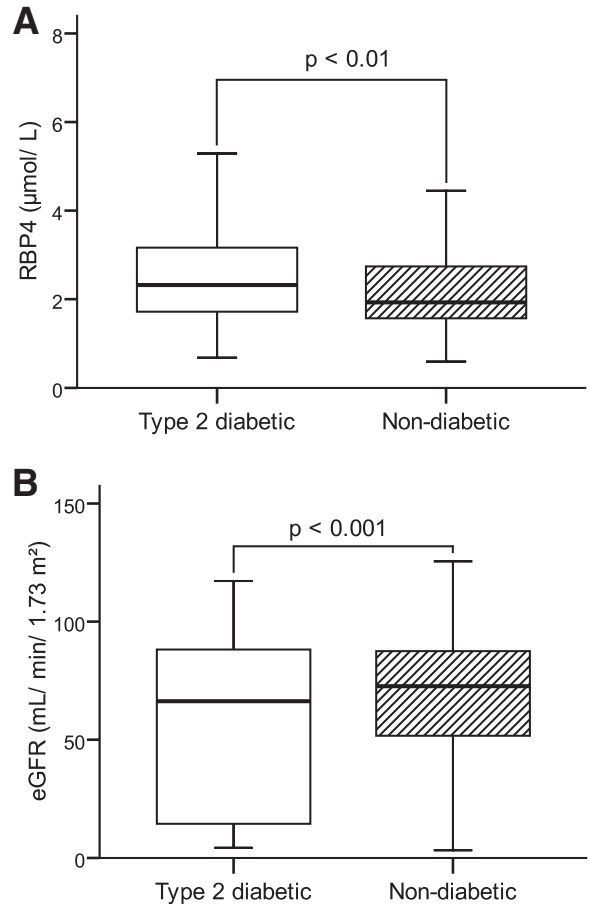 A
p < 0.01
RBP4 (µmol/ L)
8
6
4
2
0
Type 2 diabetic Non-diabetic
B
p < 0.001
eGFR (mL/ min/ 1.73 m²)
150
100
50
0
Type 2 diabetic Non-diabetic